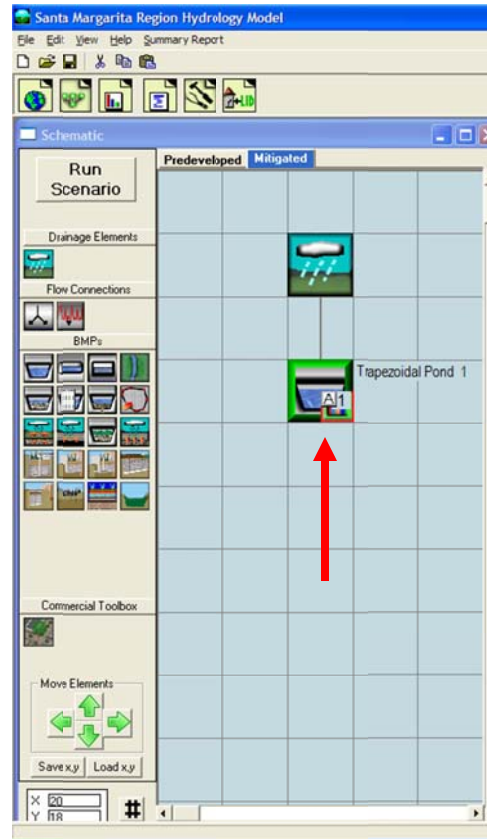 Santa Margarita Region Hydrology Model
File Edit View Help Summary Report
LID
Schematic
Run
Scenario
Predeveloped Mitigated
Drainage Elements
Flow Connections
BMPs
Trapezoidal Pond 1
A 1
Commercial Toolbox
Move Elements
Save x,y Load x,y
X 20
Y 18
#